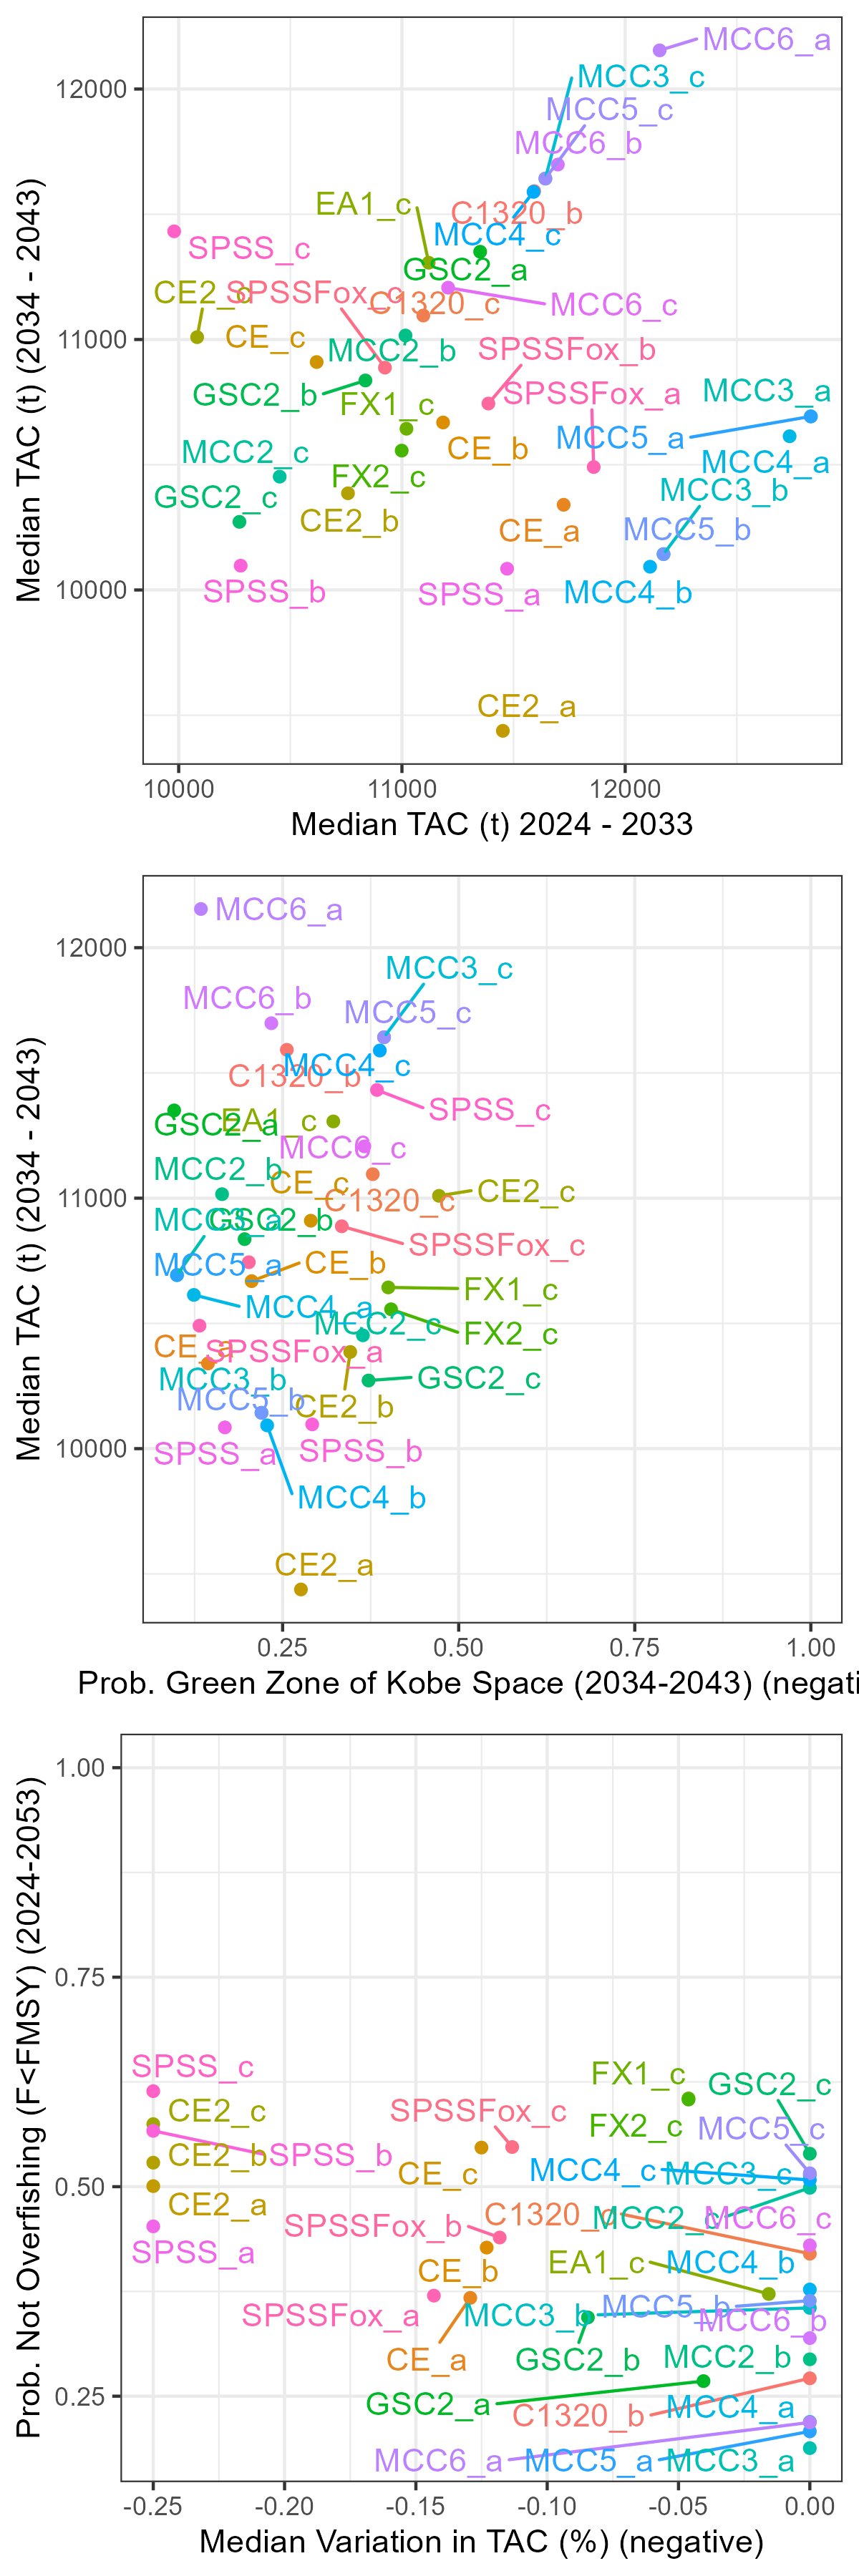 MCC6_a
MCC3_c
MCC5_c
MCC6_b
EA1_c
C1320_b
MCC4_c
SPSS_c
GSC2_a
CE2_c
SPSSFox_c
C1320_c
MCC6_c
CE_c
MCC2_b
SPSSFox_b
GSC2_b
FX1_c
SPSSFox_a
MCC3_a
MCC5_a
CE_b
MCC2_c
MCC4_a
FX2_c
MCC3_b
GSC2_c
CE2_b
CE_a
MCC5_b
SPSS_b
SPSS_a
MCC4_b
CE2_a
12000
11000
10000
Median TAC (t) (2034 - 2043)
10000 11000 12000
Median TAC (t) 2024 - 2033
MCC6_a
MCC3_c
MCC6_b
MCC5_c
MCC4_c
C1320_b
SPSS_c
GSC2_a
EA1_c
MCC6_c
MCC2_b
CE_c
C1320_c
CE2_c
MCC3_a
GSC2_b
SPSSFox_c
MCC5_a
CE_b
FX1_c
MCC4_a
MCC2_c
FX2_c
CE_a
SPSSFox_a
MCC3_b
GSC2_c
MCC5_b
CE2_b
SPSS_a
SPSS_b
MCC4_b
CE2_a
12000
11000
10000
Median TAC (t) (2034 - 2043)
0.25 0.50 0.75 1.00
Prob. Green Zone of Kobe Space (2034-2043) (negati
SPSS_c
FX1_c
GSC2_c
CE2_c
SPSSFox_c
FX2_c
MCC5_c
CE2_b
SPSS_b
CE_c
MCC4_c
MCC3_c
CE2_a
C1320_c
MCC2_c
MCC6_c
SPSSFox_b
SPSS_a
CE_b
EA1_c
MCC4_b
SPSSFox_a
MCC3_b
MCC5_b
MCC6_b
CE_a
GSC2_b
MCC2_b
GSC2_a
C1320_b
MCC4_a
MCC6_a
MCC5_a
MCC3_a
1.00
0.75
0.50
0.25
Prob. Not Overfishing (F<FMSY) (2024-2053)
-0.25 -0.20 -0.15 -0.10 -0.05 0.00
Median Variation in TAC (%) (negative)